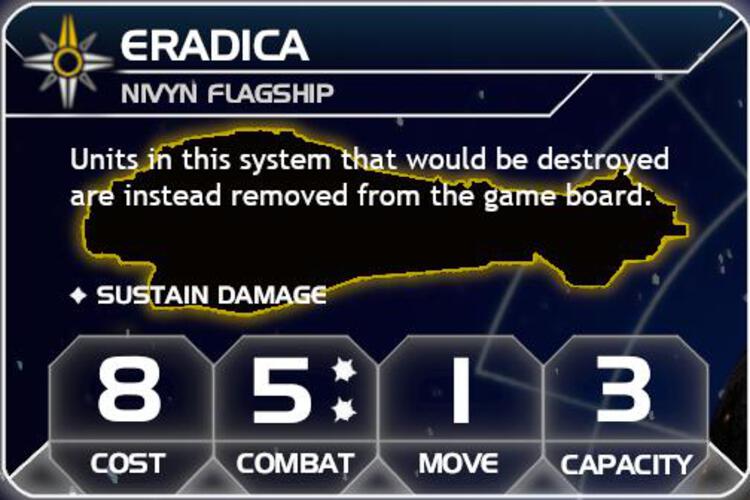 ERADICA
NIVYN FLAGSHIP
Units in this system that would be destroyed
are instead removed from the game board.
SUSTAIN DAMAGE
8 5 1 3
COST COMBAT MOVE CAPACITY